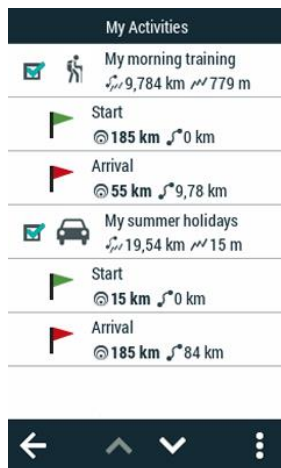 My Activities
My morning training
9,784 km 779 m
Start
185 km 0 km
Arrival
55 km 9,78 km
My summer holidays
19,54 km 15 m
Start
15 km 0 km
Arrival
185 km 84 km